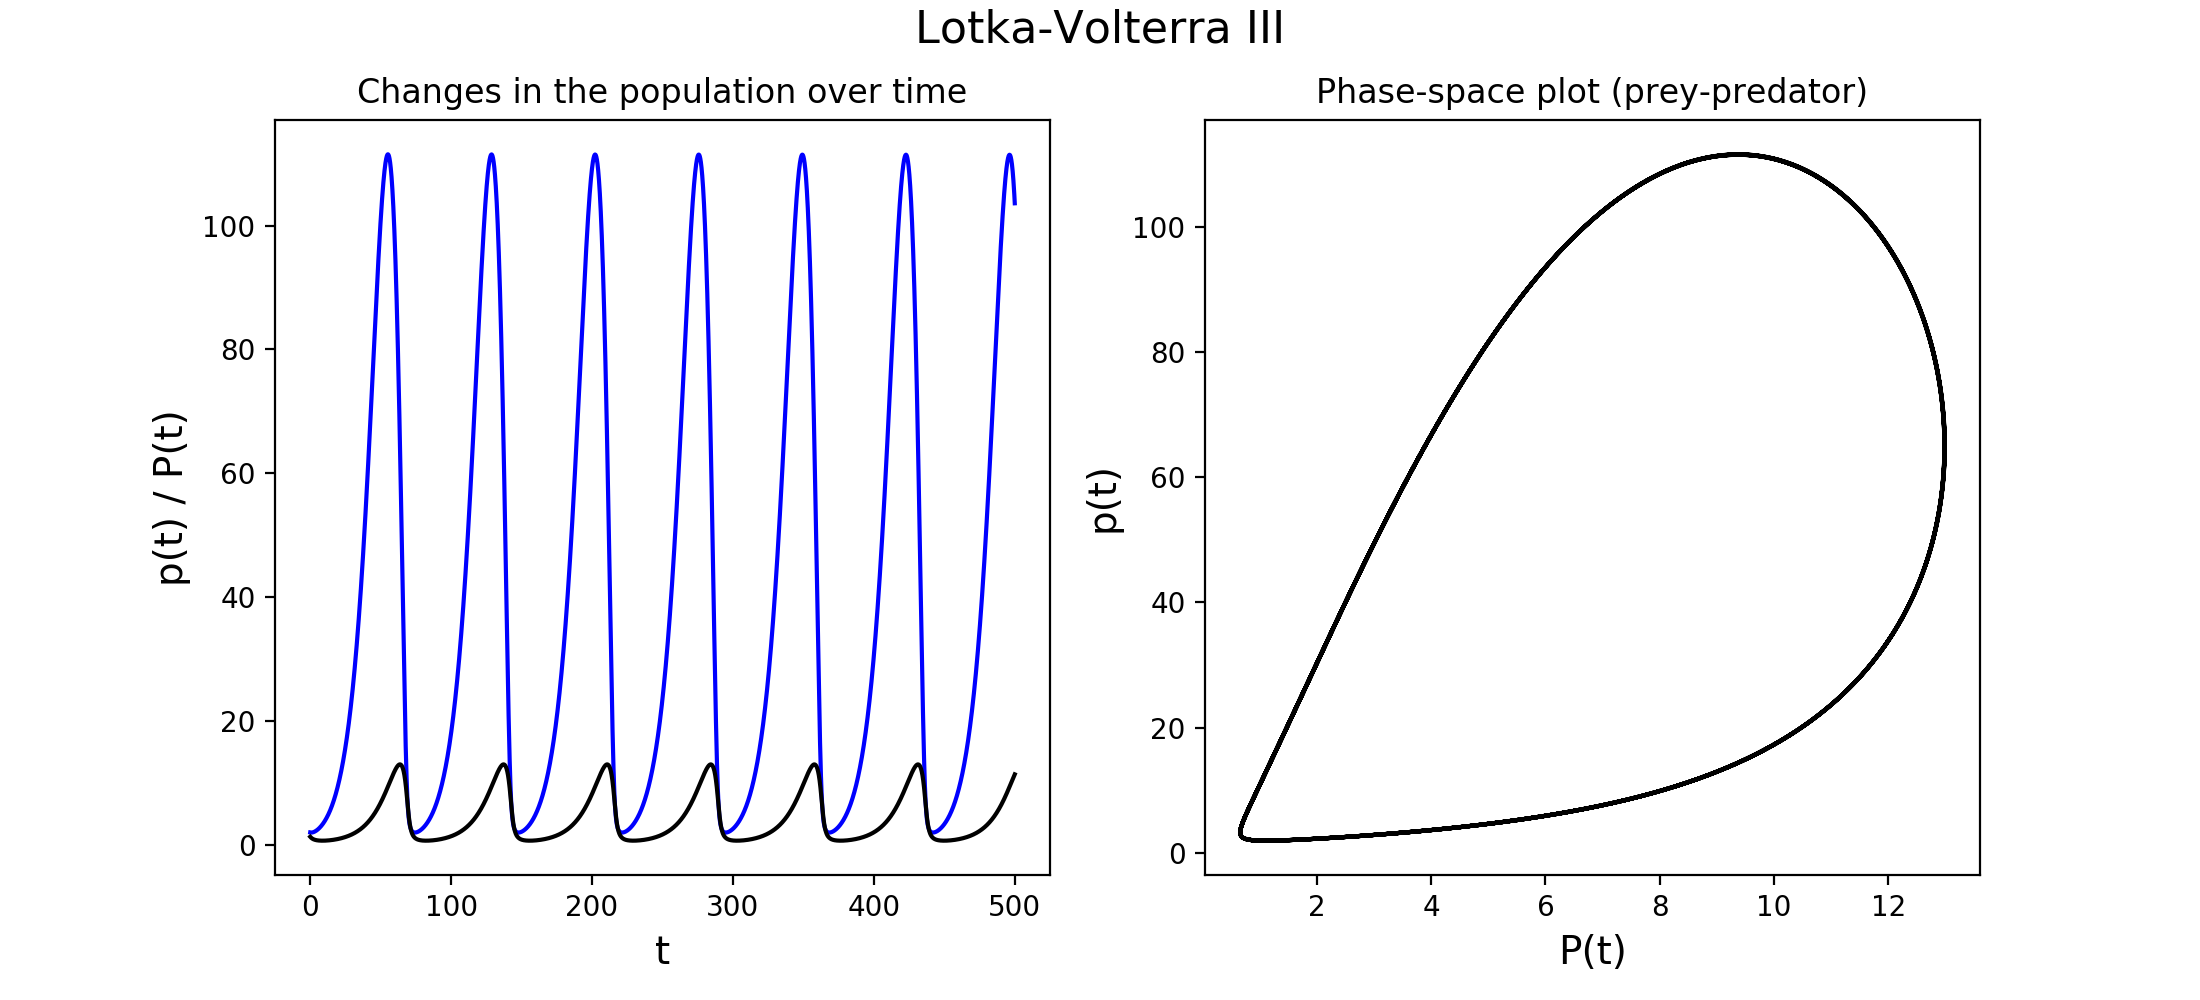 Lotka-Volterra III
Changes in the population over time
p(t) / P(t)
100
80
60
40
20
0
0 100 200 300 400 500
t
Phase-space plot (prey-predator)
p(t)
100
80
60
40
20
0
2 4 6 8 10 12
P(t)